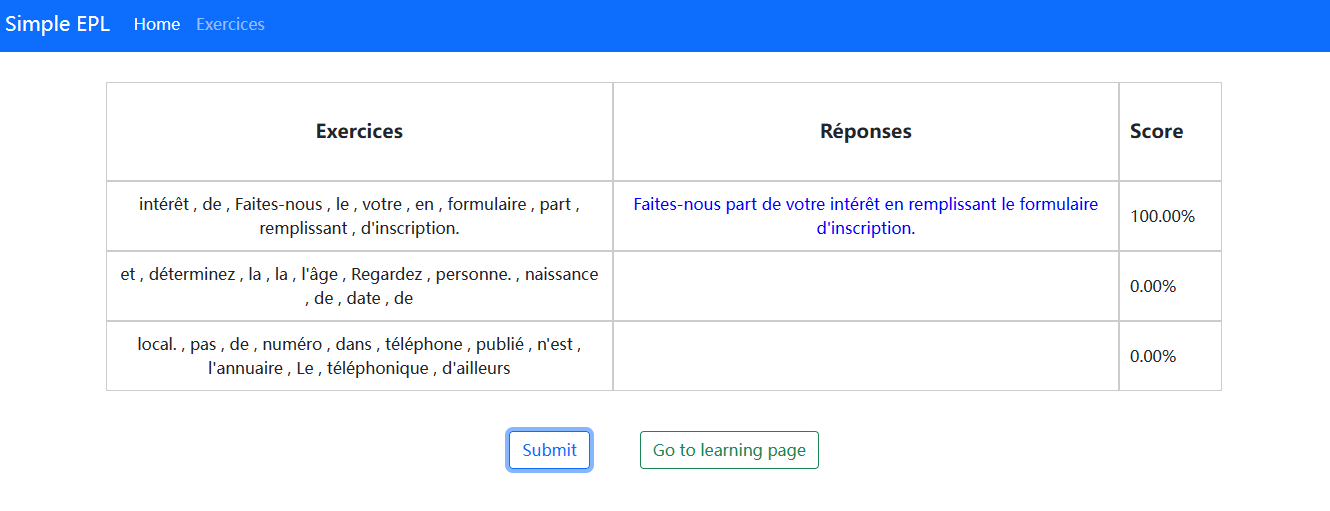 Simple EPL Home Exercices
Exercices Réponses Score
intérêt , de , Faites-nous , le , votre , en , formulaire , part ,
remplissant , d'inscription.
Faites-nous part de votre intérêt en remplissant le formulaire
d'inscription.
100.00%
et , déterminez , la , la , l'âge , Regardez , personne. , naissance
, de , date , de
0.00%
local. , pas , de , numéro , dans , téléphone , publié , n'est ,
l'annuaire , Le , téléphonique , d'ailleurs
0.00%
Submit Go to learning page